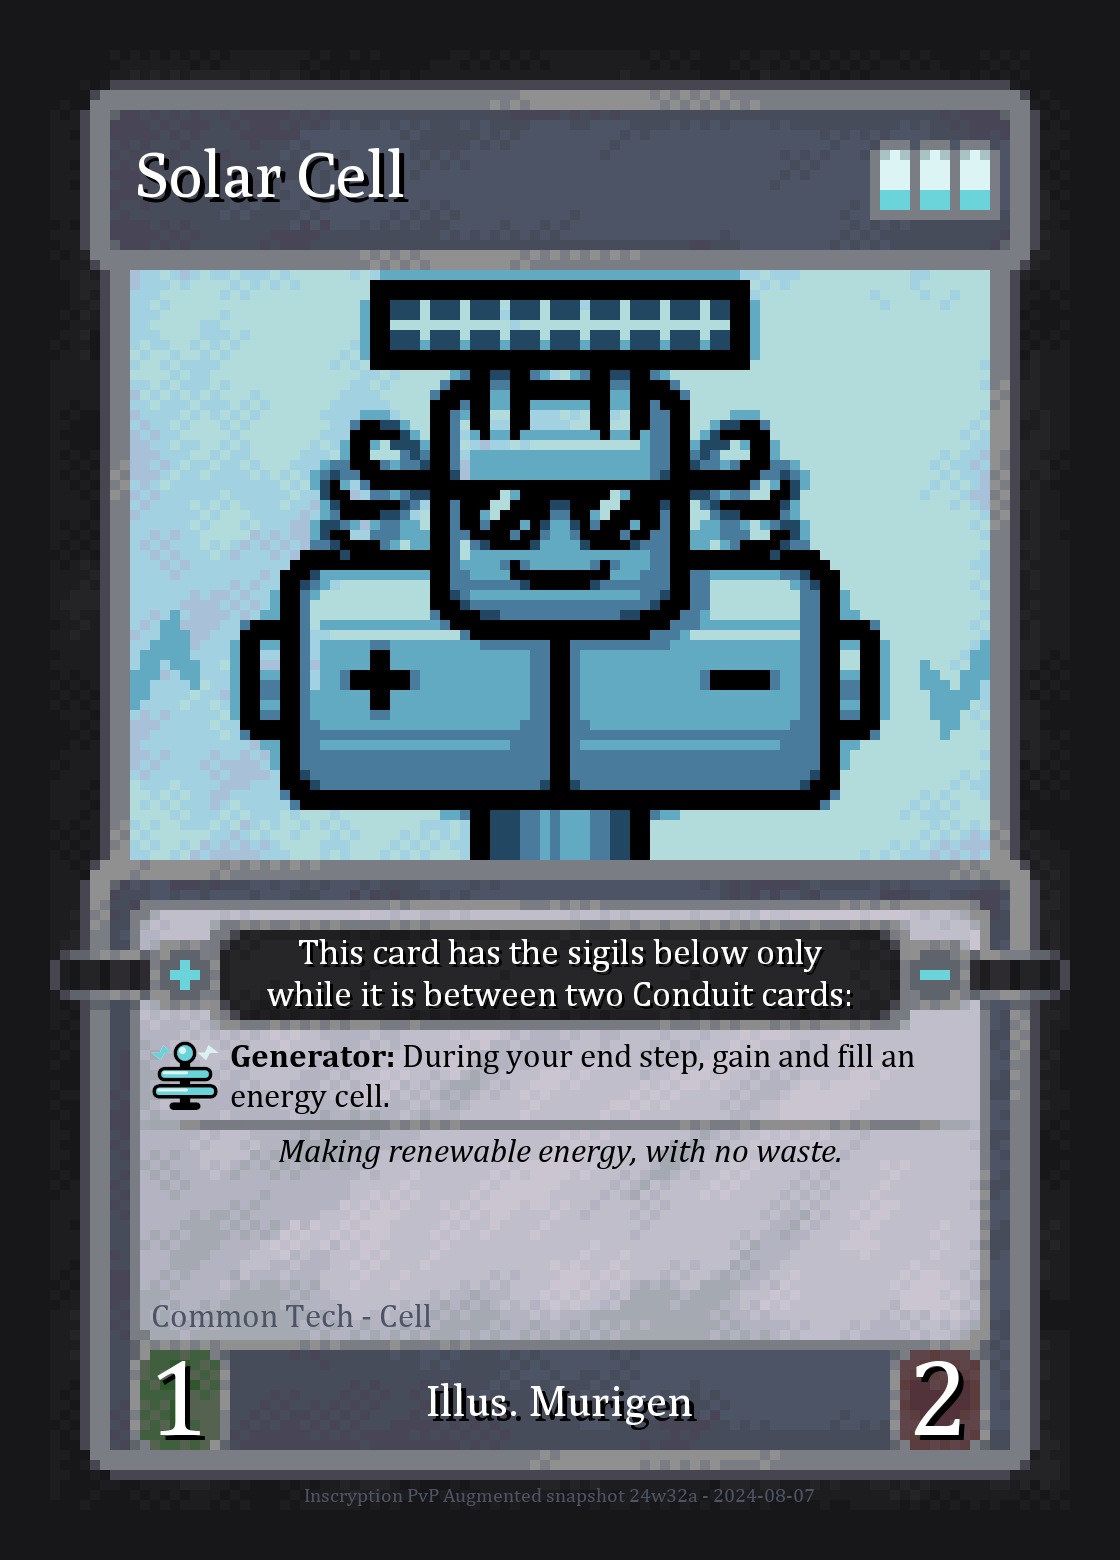 Solar Cell
This card has the sigils below only
while it is between two Conduit cards:
Generator: During your end step, gain and fill an
energy cell.
Making renewable energy, with no waste.
Common Tech - Cell
1
Illus. Murigen
2
Inscryption PvP Augmented snapshot 24w32a - 2024-08-07